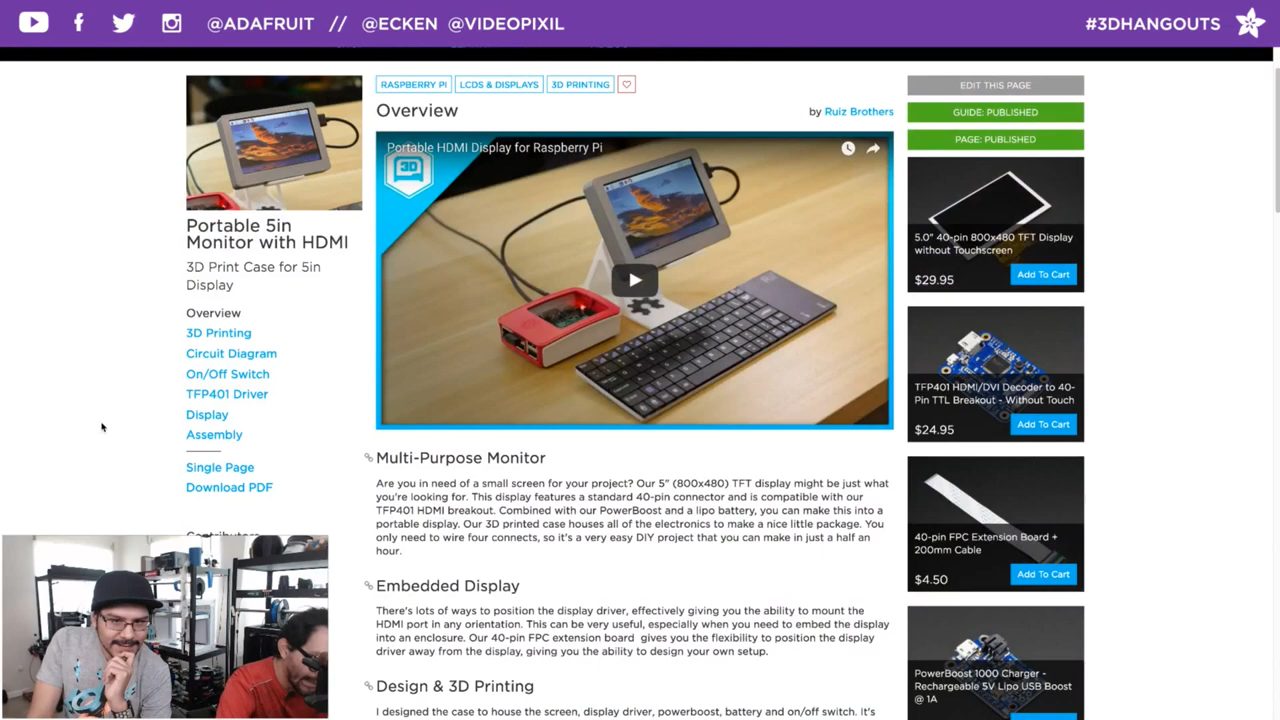 @ADAFRUIT // @ECKEN @VIDEOPIXIL
#3DHANGOUTS
Portable 5in
Monitor with HDMI
3D Print Case for 5in
Display
Overview
3D Printing
Circuit Diagram
On/Off Switch
TFP401 Driver
Display
Assembly
Single Page
Download PDF
Contributors
RASPBERRY PI
LCDS & DISPLAYS
3D PRINTING
Overview
by Ruiz Brothers
Portable HDMI Display for Raspberry Pi
3D
Multi-Purpose Monitor
Are you in need of a small screen for your project? Our 5" (800x480) TFT display might be just what
you're looking for. This display features a standard 40-pin connector and is compatible with our
TFP401 HDMI breakout. Combined with our PowerBoost and a lipo battery, you can make this into a
portable display. Our 3D printed case houses all of the electronics to make a nice little package. You
only need to wire four connects, so it's a very easy DIY project that you can make in just a half an
hour.
Embedded Display
There's lots of ways to position the display driver, effectively giving you the ability to mount the
HDMI port in any orientation. This can be very useful, especially when you need to embed the display
into an enclosure. Our 40-pin FPC extension board gives you the flexibility to position the display
driver away from the display, giving you the ability to design your own setup.
Design & 3D Printing
I designed the case to house the screen, display driver, powerboost, battery and on/off switch. It's
EDIT THIS PAGE
GUIDE: PUBLISHED
PAGE: PUBLISHED
5.0" 40-pin 800x480 TFT Display
without Touchscreen
$29.95
Add To Cart
TFP401 HDMI/DVI Decoder to 40-
Pin TTL Breakout - Without Touch
$24.95
Add To Cart
40-pin FPC Extension Board +
200mm Cable
$4.50
Add To Cart
PowerBoost 1000 Charger -
Rechargeable 5V Lipo USB Boost
@ 1A